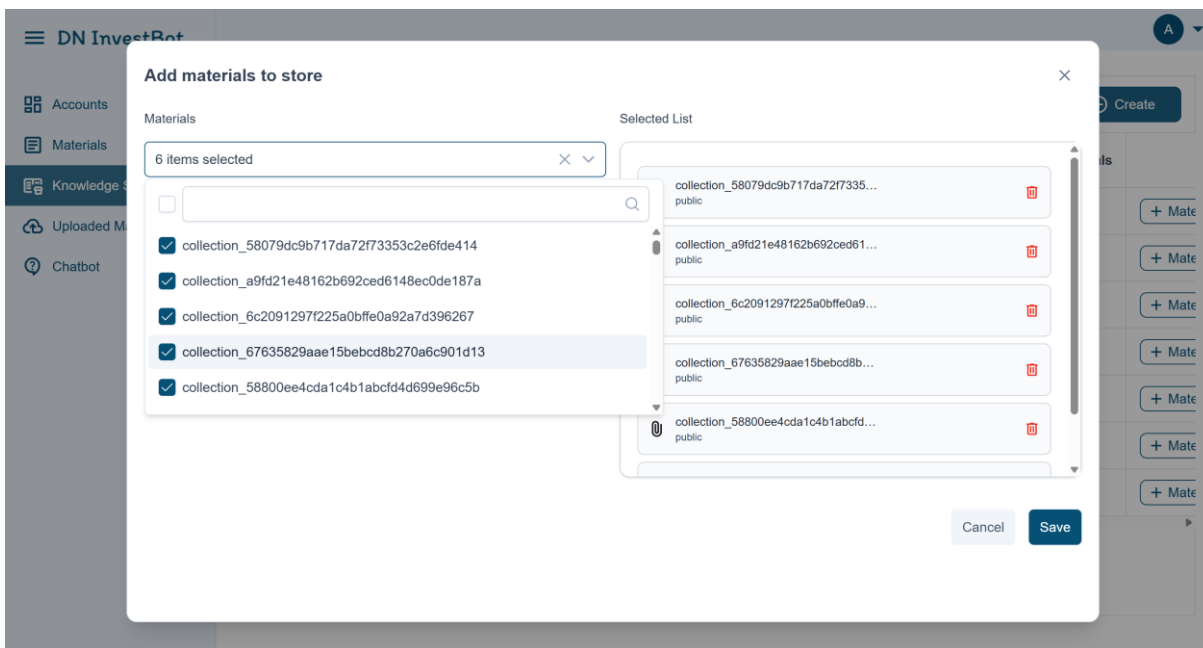 DN InvestBot
A
Add materials to store
Accounts
Materials
Knowledge S
Uploaded M
Chatbot
Create
Materials
Selected List
6 items selected
collection_58079dc9b717da72f73353c2e6fde414
collection_a9fd21e48162b692ced6148ec0de187a
collection_6c2091297f225a0bffe0a92a7d396267
collection_67635829aae15bebcd8b270a6c901d13
collection_58800ee4cda1c4b1abcfd4d699e96c5b
collection_58079dc9b717da72f7335...
public
collection_a9fd21e48162b692ced61...
public
collection_6c2091297f225a0bffe0a9...
public
collection_67635829aae15bebcd8b...
public
collection_58800ee4cda1c4b1abcfd...
public
ls
+ Mate
+ Mate
+ Mate
+ Mate
+ Mate
+ Mate
+ Mate
Cancel
Save